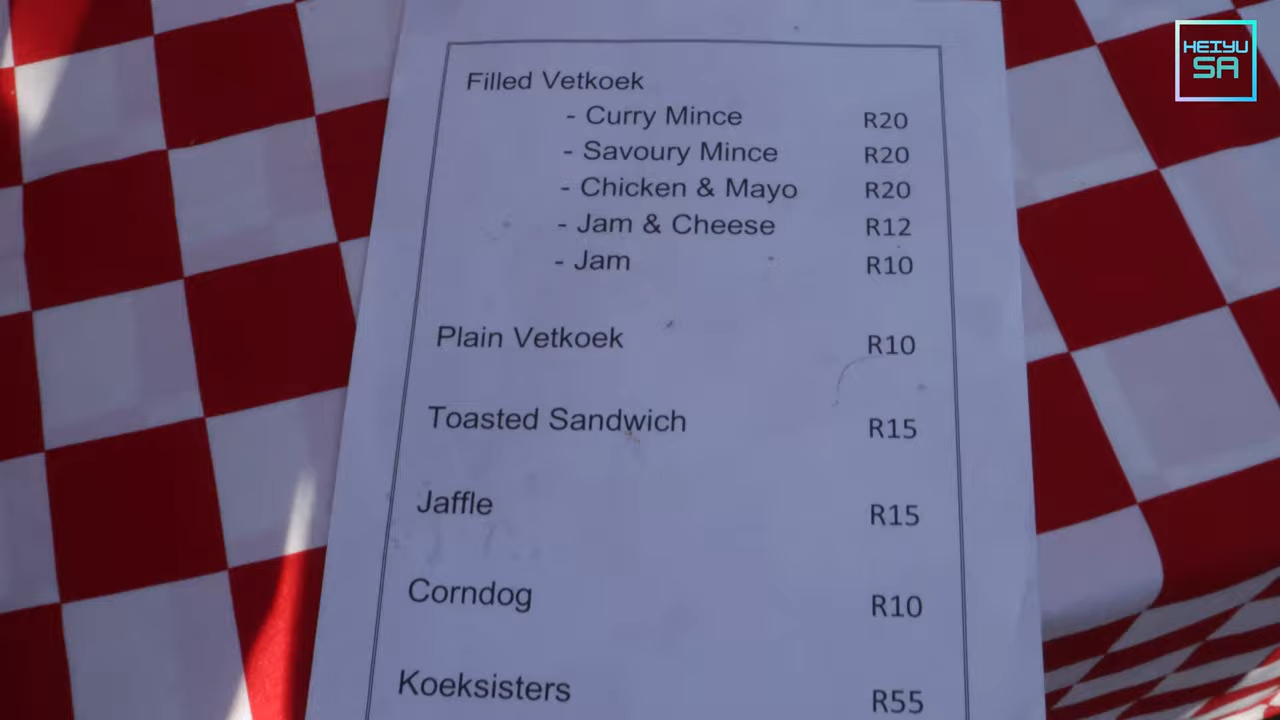 HEIYU
SA
Filled Vetkoek
- Curry Mince R20
- Savoury Mince R20
- Chicken & Mayo R20
- Jam & Cheese R12
- Jam R10
Plain Vetkoek R10
Toasted Sandwich R15
Jaffle R15
Corndog R10
Koeksisters R55